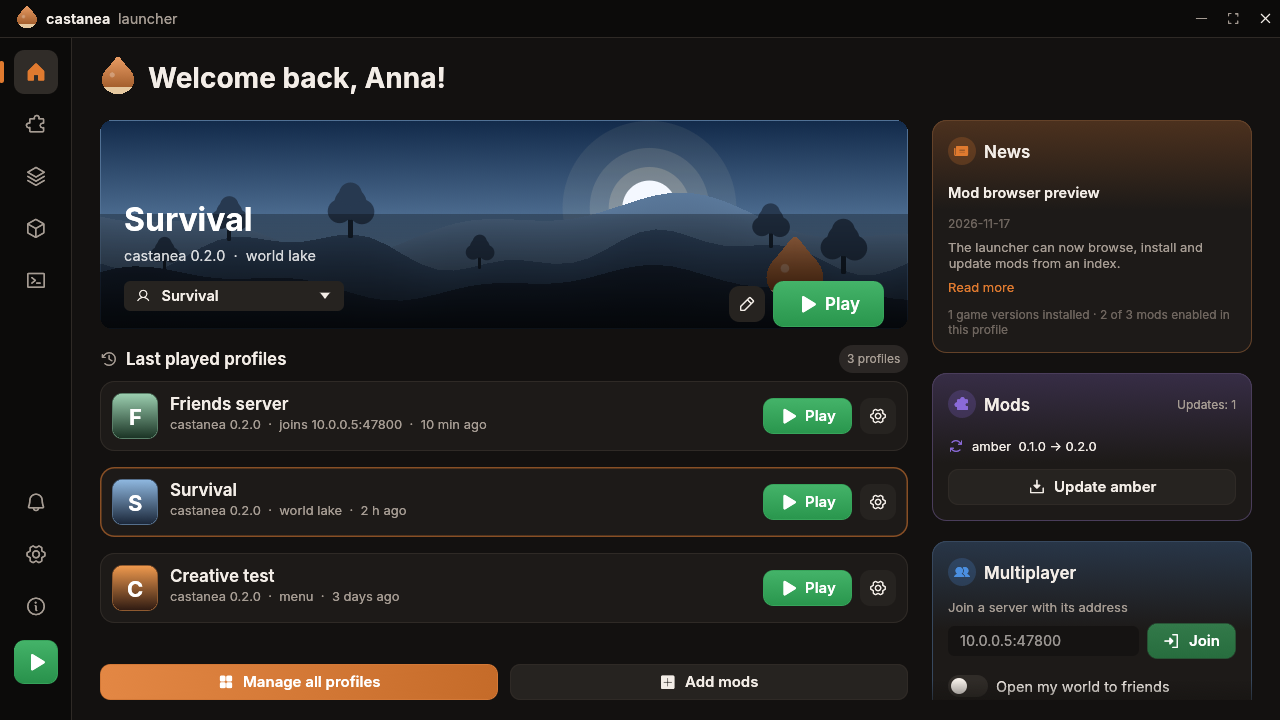 castanea launcher
Welcome back, Anna!
Survival
castanea 0.2.0 · world lake
Survival
Play
Last played profiles
3 profiles
F
Friends server
castanea 0.2.0 · joins 10.0.0.5:47800 · 10 min ago
Play
S
Survival
castanea 0.2.0 · world lake · 2 h ago
Play
C
Creative test
castanea 0.2.0 · menu · 3 days ago
Play
Manage all profiles
Add mods
News
Mod browser preview
2026-11-17
The launcher can now browse, install and
update mods from an index.
Read more
1 game versions installed · 2 of 3 mods enabled in
this profile
Mods
Updates: 1
amber 0.1.0 → 0.2.0
Update amber
Multiplayer
Join a server with its address
10.0.0.5:47800
Join
Open my world to friends